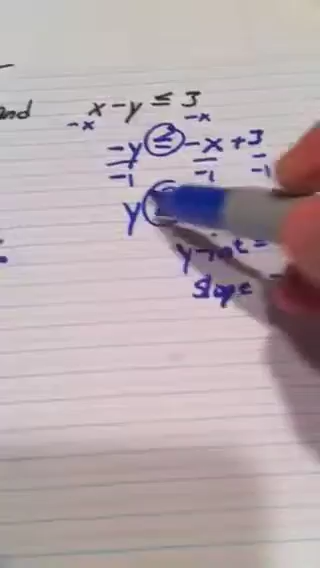 and x - y ≤ 3
-x -x
-y ≤ -x + 3
-1 -1 -1
y
y-int =
slope =